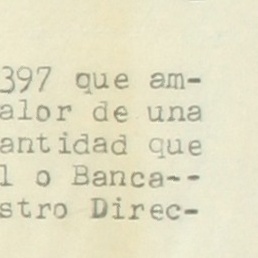 397 que am-
alor de una
antidad que
l o Banca--
stro Direc-